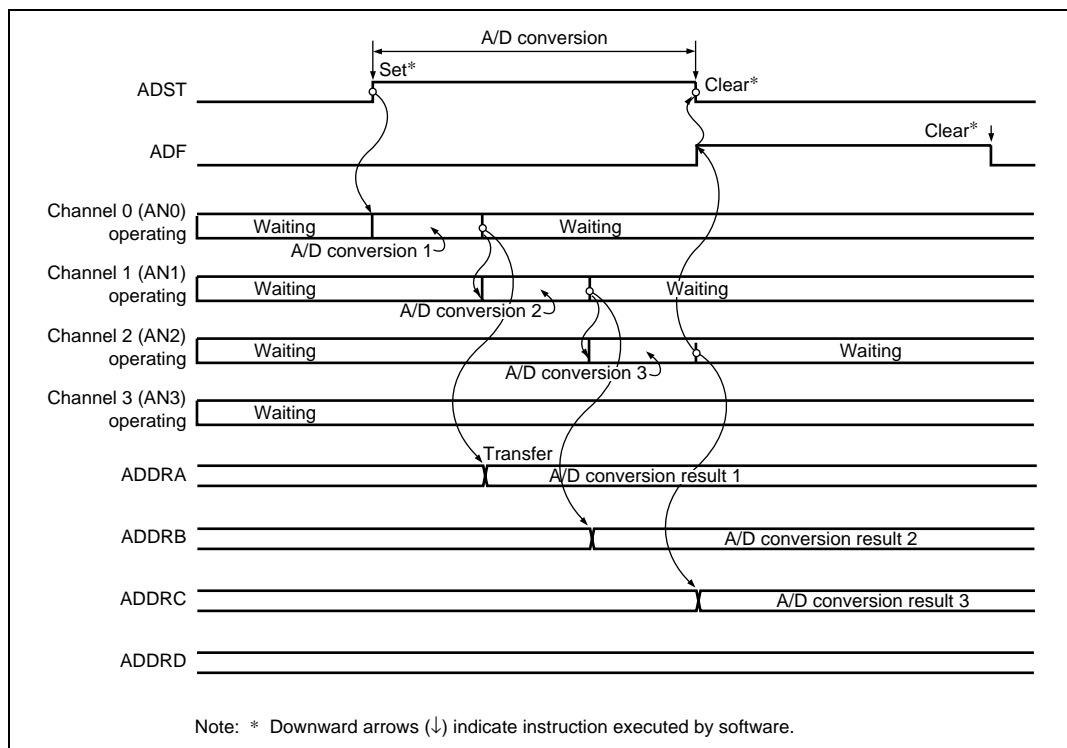 A/D conversion
ADST
Set*
Clear*
ADF
Clear*
Channel 0 (AN0)
operating
Waiting
A/D conversion 1
Waiting
Channel 1 (AN1)
operating
Waiting
A/D conversion 2
Waiting
Channel 2 (AN2)
operating
Waiting
A/D conversion 3
Waiting
Channel 3 (AN3)
operating
Waiting
ADDRA
Transfer
A/D conversion result 1
ADDRB
A/D conversion result 2
ADDRC
A/D conversion result 3
ADDRD
Note: * Downward arrows (↓) indicate instruction executed by software.